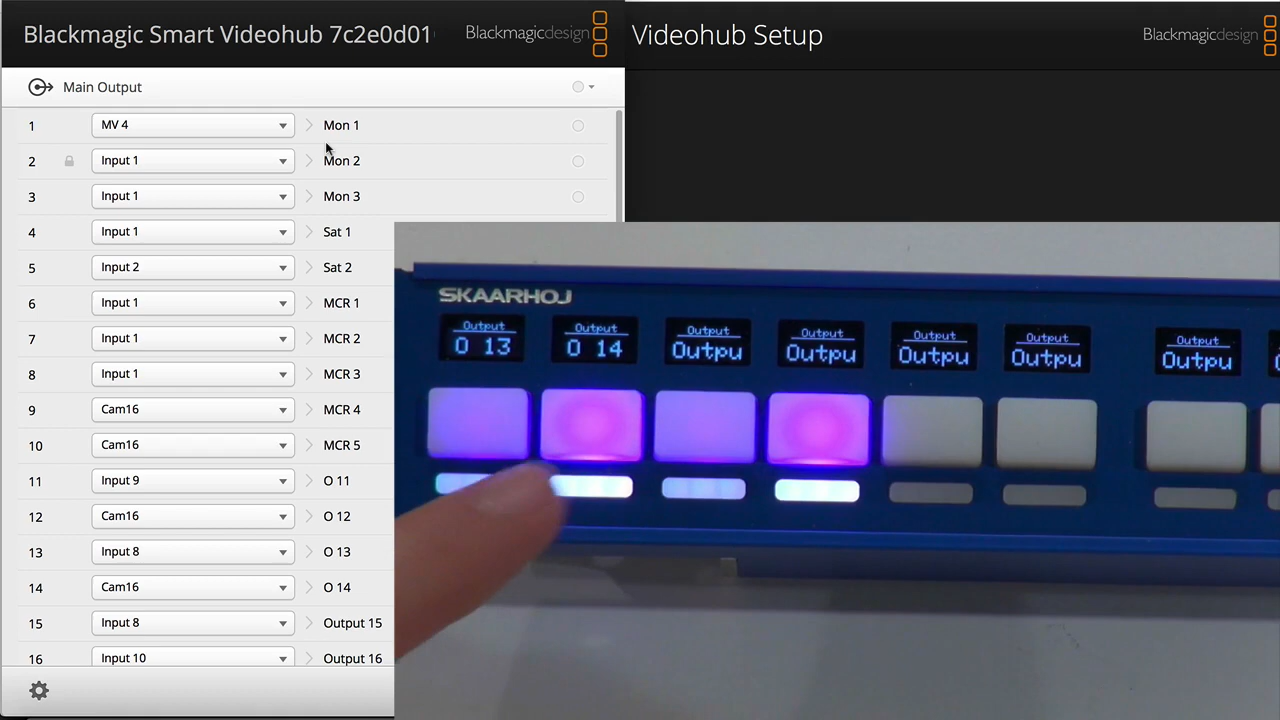 Blackmagic Smart Videohub 7c2e0d01
Blackmagicdesign
Videohub Setup
Blackmagicdesign
Main Output
1 MV 4 Mon 1
2 Input 1 Mon 2
3 Input 1 Mon 3
4 Input 1 Sat 1
5 Input 2 Sat 2
6 Input 1 MCR 1
7 Input 1 MCR 2
8 Input 1 MCR 3
9 Cam16 MCR 4
10 Cam16 MCR 5
11 Input 9 O 11
12 Cam16 O 12
13 Input 8 O 13
14 Cam16 O 14
15 Input 8 Output 15
16 Input 10 Output 16
SKAARHOJ
Output Output Output Output Output Output Output
O 13 O 14 Outpu Outpu Outpu Outpu Outpu